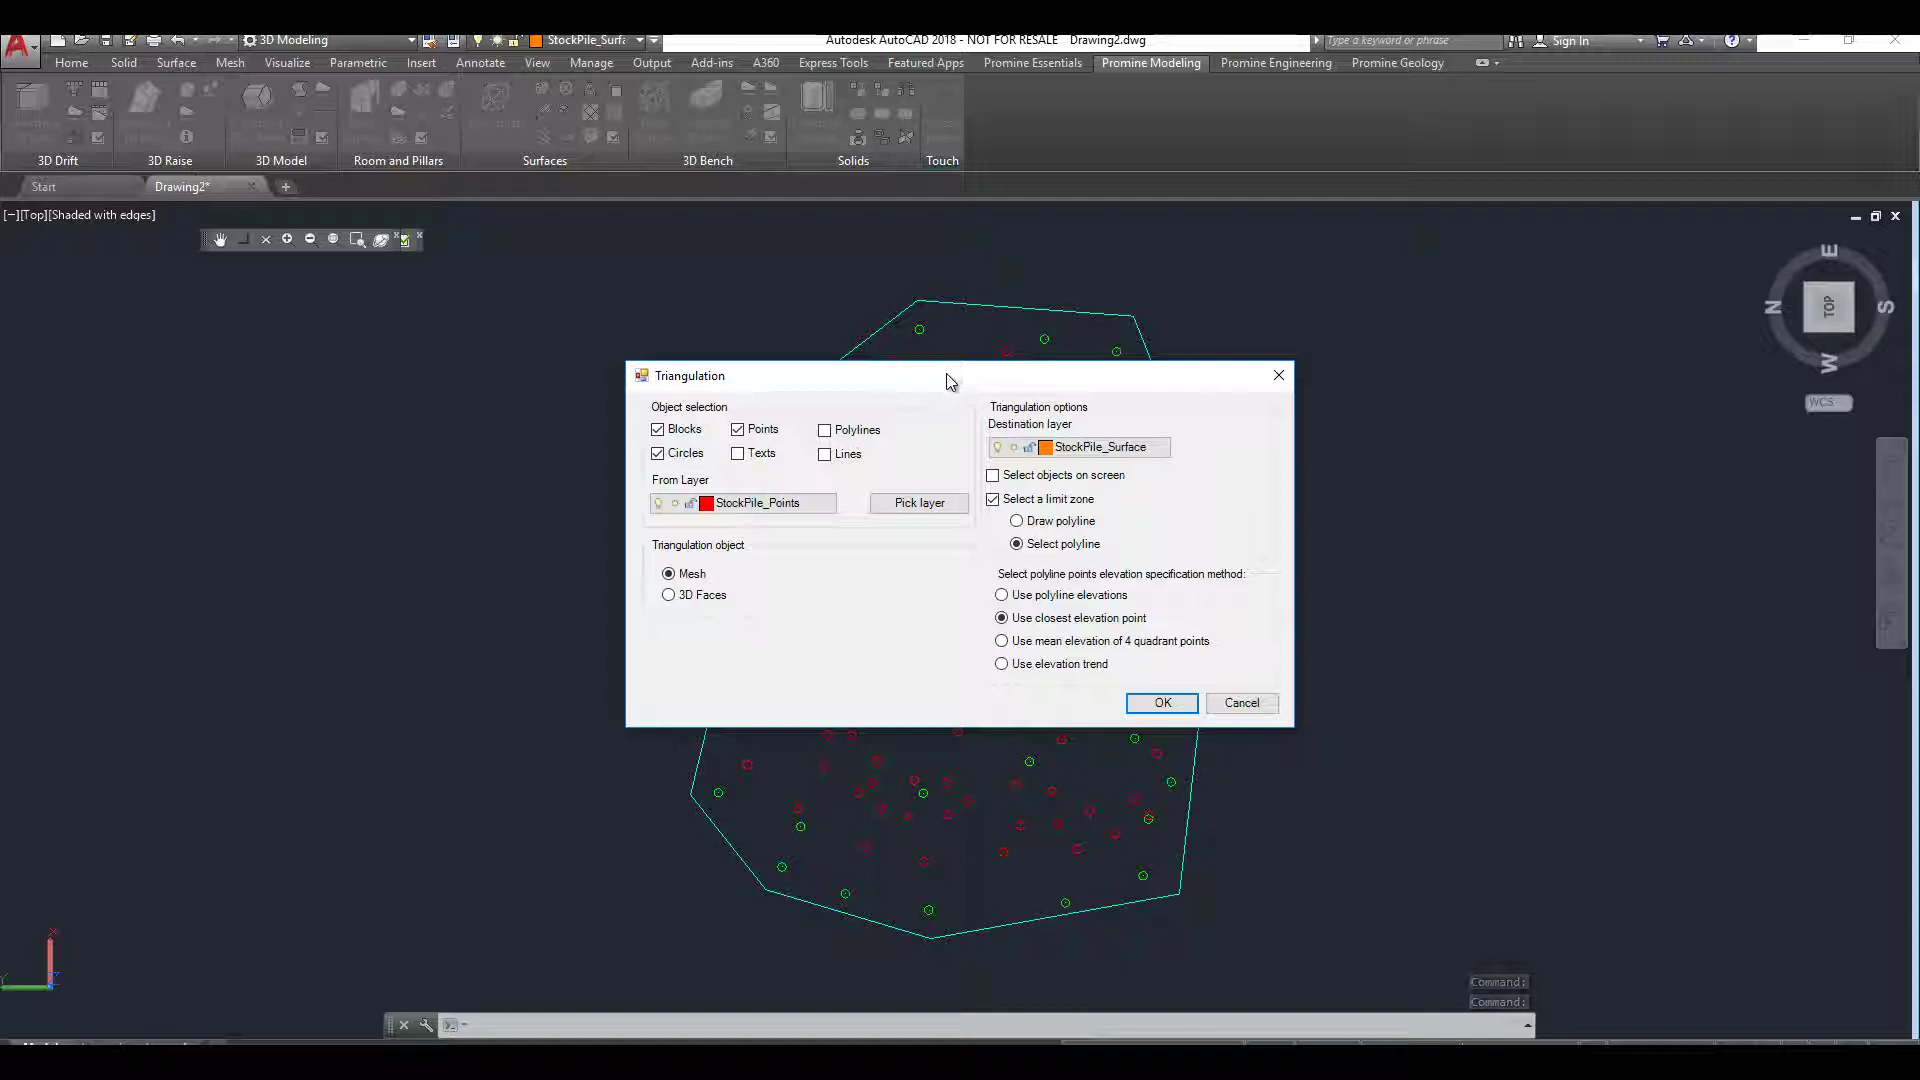 3D Modeling
StockPile_Surfa
Autodesk AutoCAD 2018 - NOT FOR RESALE Drawing2.dwg
Type a keyword or phrase
Sign In
Home Solid Surface Mesh Visualize Parametric Insert Annotate View Manage Output Add-ins A360 Express Tools Featured Apps Promine Essentials Promine Modeling Promine Engineering Promine Geology
3D Drift 3D Raise 3D Model Room and Pillars Surfaces 3D Bench Solids Touch
Start Drawing2*
[−][Top][Shaded with edges]
E
N TOP S
W
WCS
Triangulation
Object selection
Blocks Points Polylines
Circles Texts Lines
From Layer
StockPile_Points Pick layer
Triangulation object
Mesh
3D Faces
Triangulation options
Destination layer
StockPile_Surface
Select objects on screen
Select a limit zone
Draw polyline
Select polyline
Select polyline points elevation specification method:
Use polyline elevations
Use closest elevation point
Use mean elevation of 4 quadrant points
Use elevation trend
OK Cancel
X
Y Z
Command:
Command: